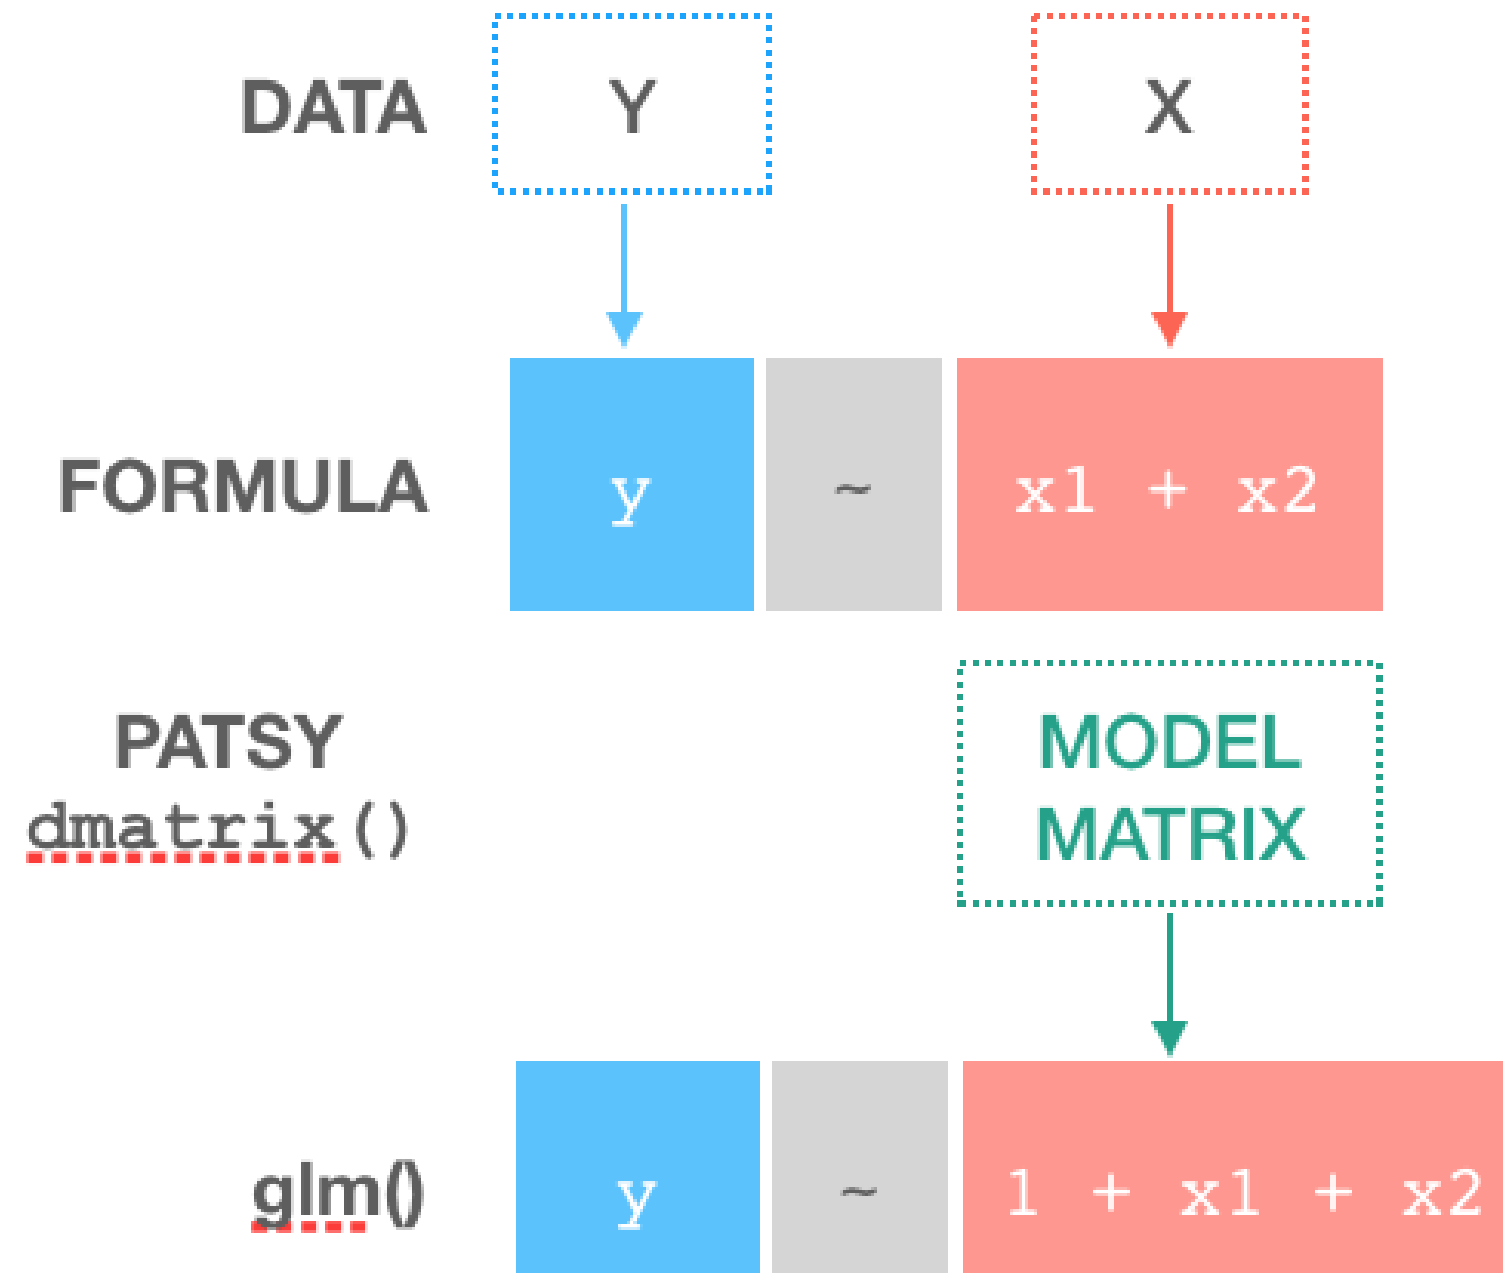 DATA Y X
FORMULA y ~ x1 + x2
PATSY
dmatrix()
MODEL
MATRIX
glm() y ~ 1 + x1 + x2